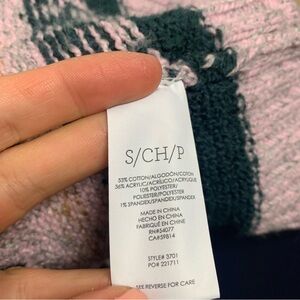 S/CH/P
53% COTTON/ALGODÓN/COTON
36% ACRYLIC/ACRÍLICO/ACRYLIQUE
10% POLYESTER/
POLIÉSTER/POLYESTER
1% SPANDEX/SPANDEX/SPANDEX
MADE IN CHINA
HECHO EN CHINA
FABRIQUÉ EN CHINE
RN#54077
CA#59814
STYLE# 3701
PO# 221711
SEE REVERSE FOR CARE